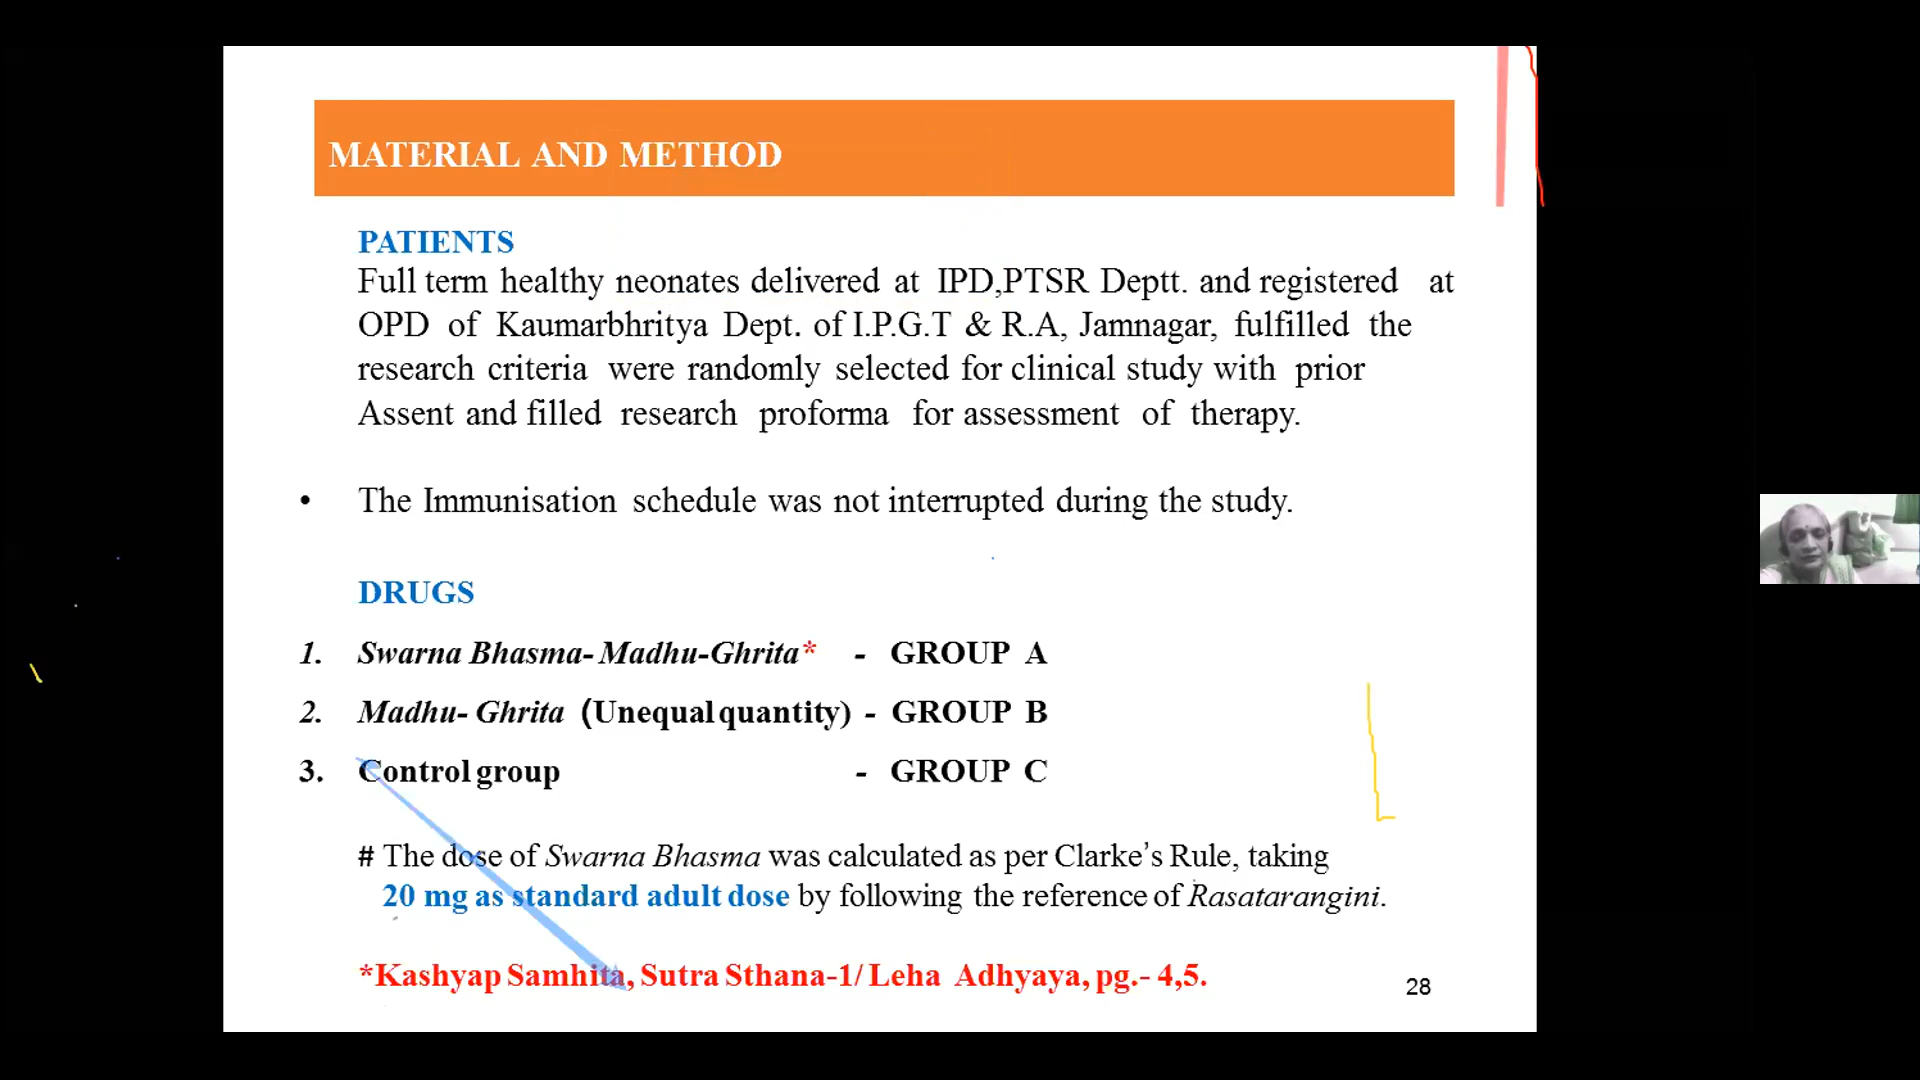 MATERIAL AND METHOD
PATIENTS
Full term healthy neonates delivered at IPD,PTSR Deptt. and registered at
OPD of Kaumarbhritya Dept. of I.P.G.T & R.A, Jamnagar, fulfilled the
research criteria were randomly selected for clinical study with prior
Assent and filled research proforma for assessment of therapy.
• The Immunisation schedule was not interrupted during the study.
DRUGS
1. Swarna Bhasma- Madhu-Ghrita* - GROUP A
2. Madhu- Ghrita (Unequal quantity) - GROUP B
3. Control group - GROUP C
# The dose of Swarna Bhasma was calculated as per Clarke's Rule, taking
20 mg as standard adult dose by following the reference of Rasatarangini.
*Kashyap Samhita, Sutra Sthana-1/ Leha Adhyaya, pg.- 4,5.
28